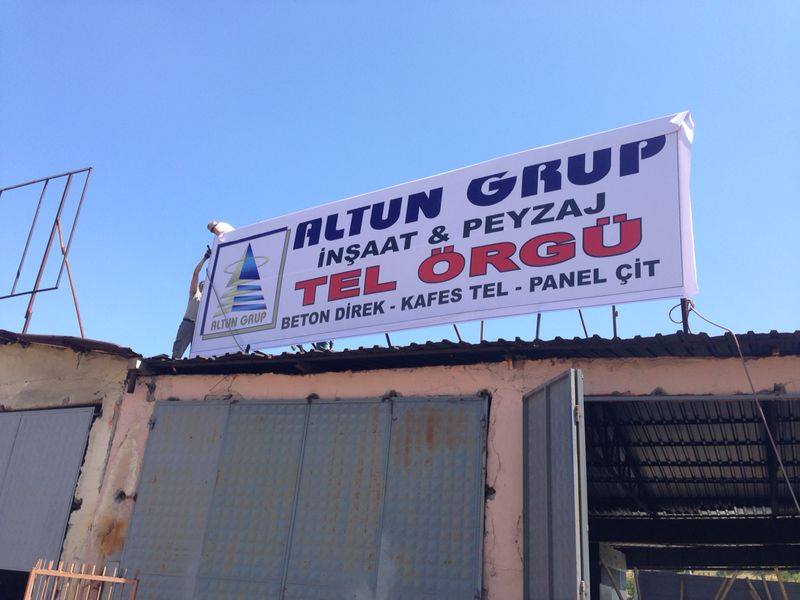 ALTUN GRUP
İNŞAAT & PEYZAJ
TEL ÖRGÜ
BETON DİREK - KAFES TEL - PANEL ÇİT
ALTUN GRUP